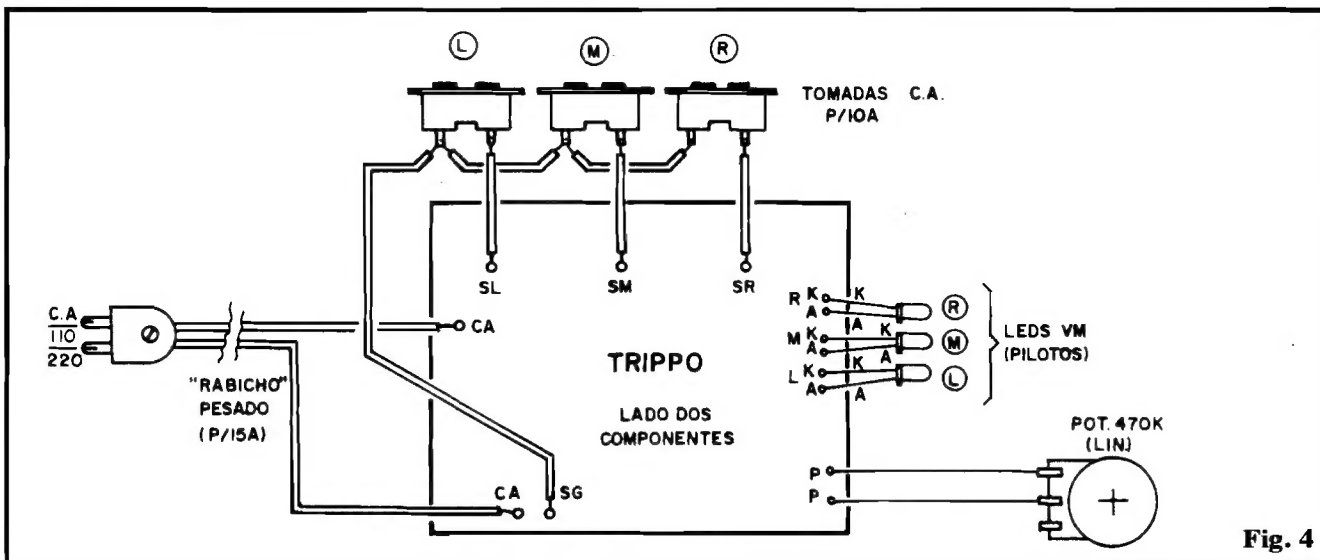 L M R
TOMADAS C.A.
P/10A
SL SM SR
C.A
110
220
CA
"RABICHO"
PESADO
(P/15A)
TRIPPO
LADO DOS
COMPONENTES
CA SG
R K K R
A A
M K K M
A A
L K K L
A A
LEDS VM
(PILOTOS)
POT. 470K
(LIN.)
P
P
Fig. 4